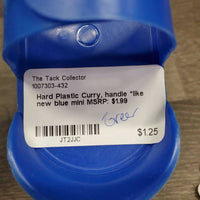 The Tack Collector
1007303-432
Hard Plastic Curry, handle *like
new blue mini MSRP: $1.99
Green
$1.25
JT2JJC